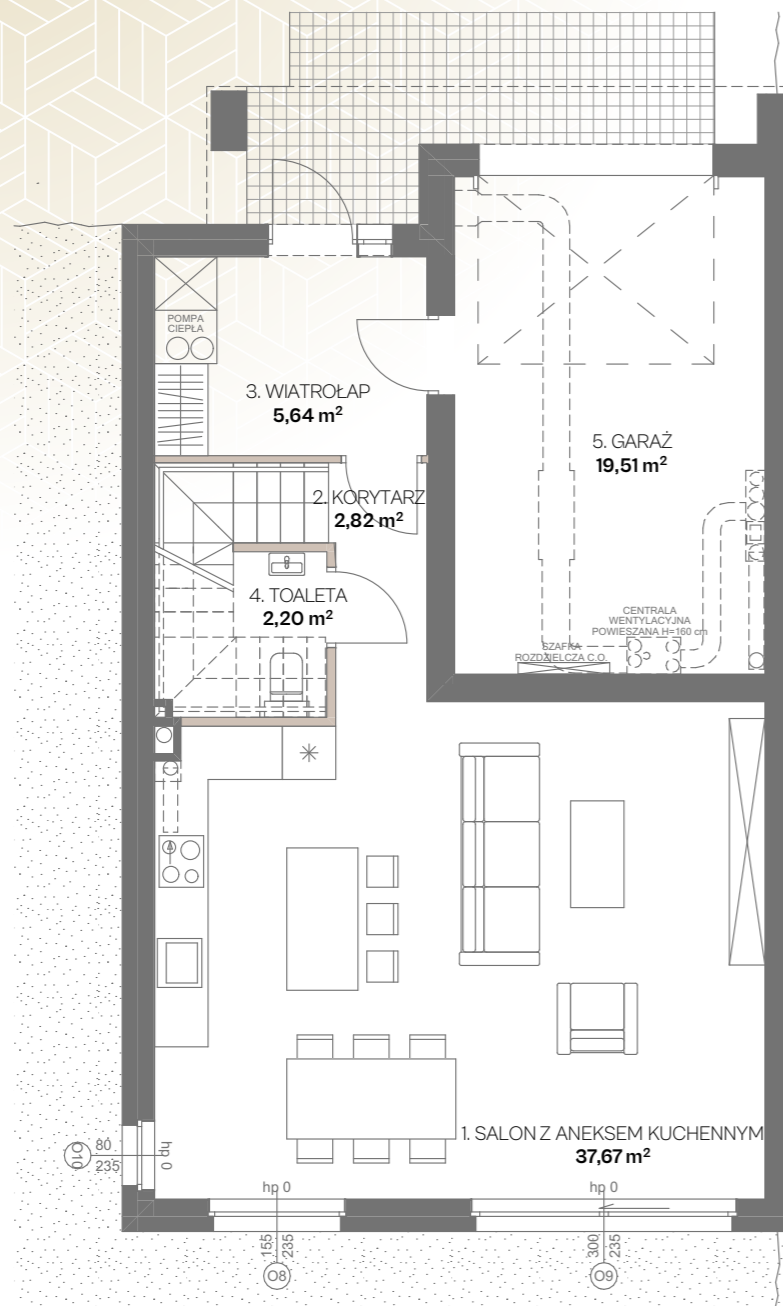 POMPA
CIEPŁA
3. WIATROŁAP
5,64 m²
5. GARAŻ
19,51 m²
2. KORYTARZ
2,82 m²
4. TOALETA
2,20 m²
CENTRALA
WENTYLACYJNA
POWIESZANA H=160 cm
SZAFKA
ROZDZIELCZA C.O.
1. SALON Z ANEKSEM KUCHENNYM
37,67 m²
O10
80
235
hp 0
hp 0
hp 0
155
235
O8
300
235
O9